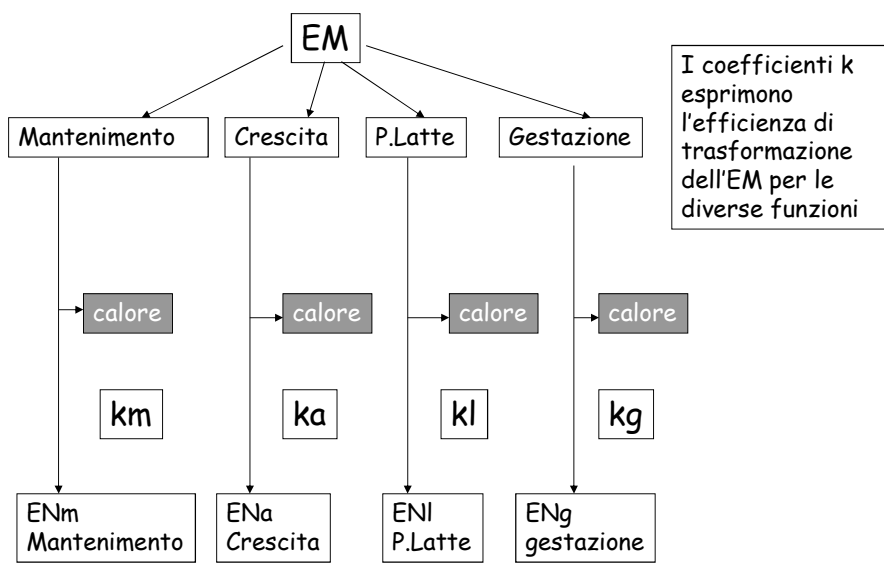 EM
I coefficienti k
esprimono
l'efficienza di
trasformazione
dell'EM per le
diverse funzioni
Mantenimento
Crescita
P.Latte
Gestazione
calore
calore
calore
calore
km
ka
kl
kg
ENm
Mantenimento
ENa
Crescita
ENl
P.Latte
ENg
gestazione